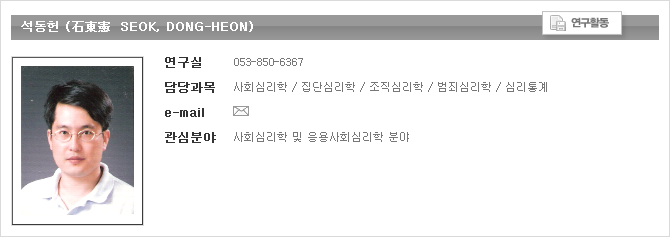 석동헌 (石東憲 SEOK, DONG-HEON)
연구활동
연구실 053-850-6367
담당과목 사회심리학 / 집단심리학 / 조직심리학 / 범죄심리학 / 심리통계
e-mail
관심분야 사회심리학 및 응용사회심리학 분야